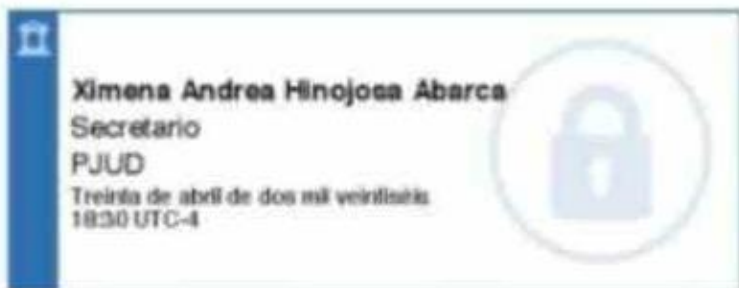 Ximena Andrea Hinojosa Abarca
Secretario
PJUD
Treinta de abril de dos mil veintiséis
18:30 UTC-4